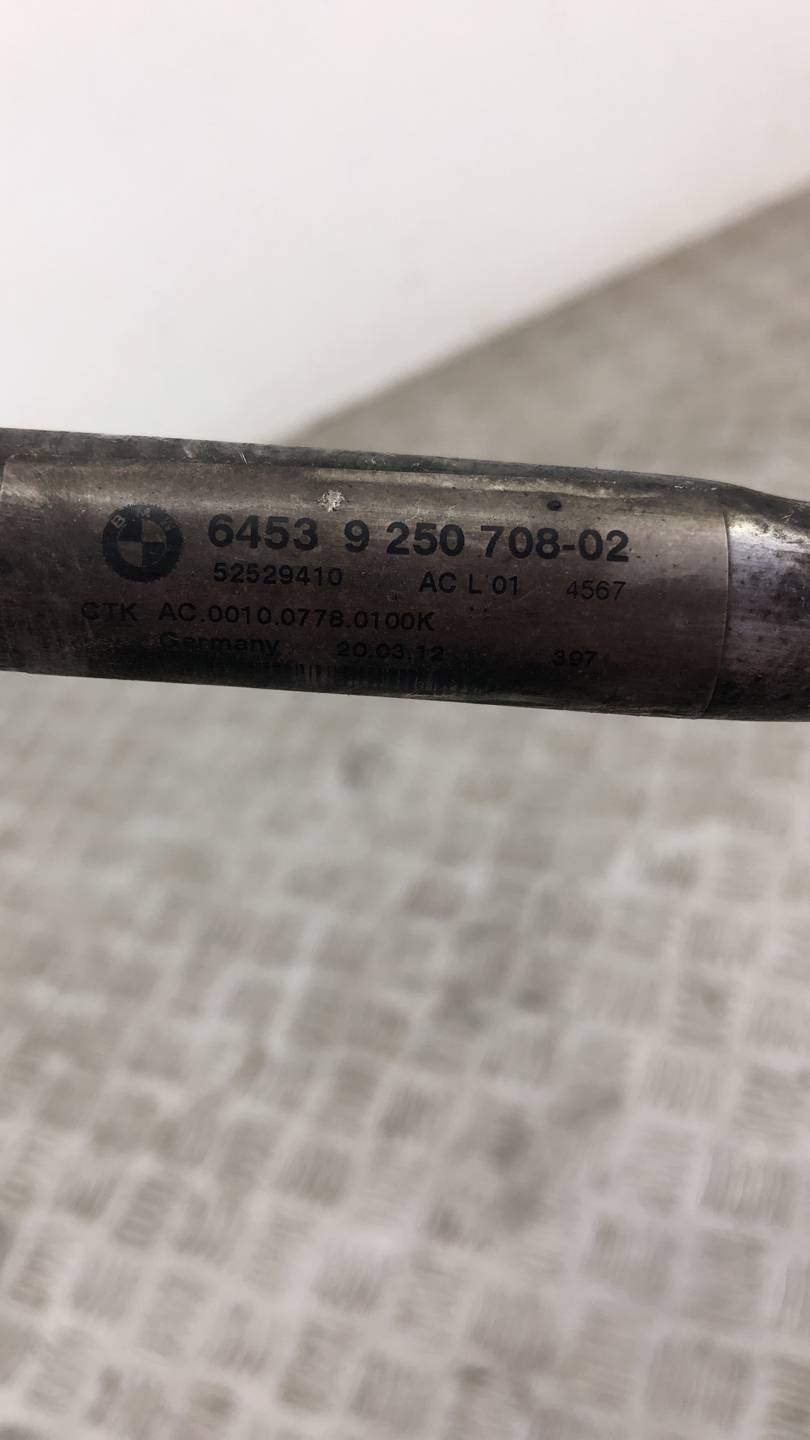 BMW 6453 9 250 708-02
52529410 AC L 01 4567
CTK AC.0010.0778.0100K
Germany 20.03.12 397